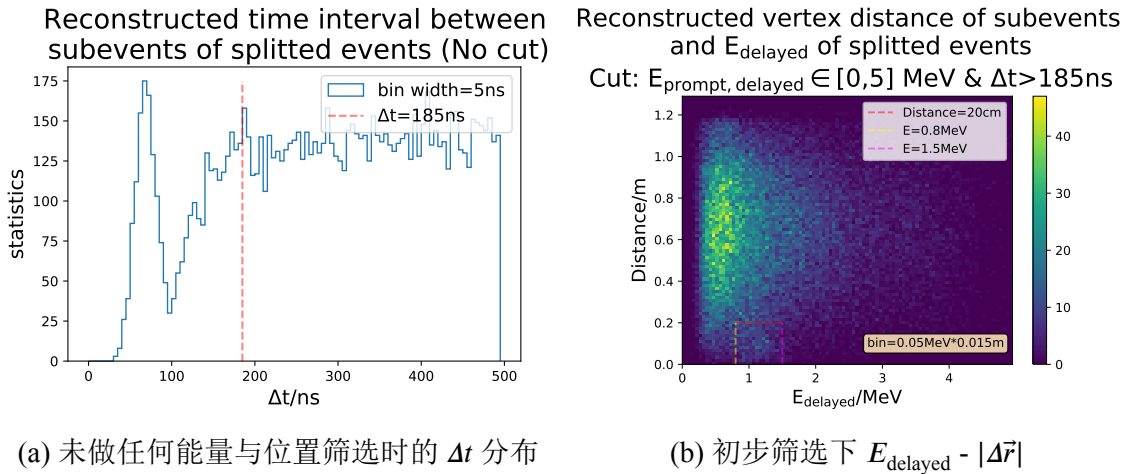 Reconstructed time interval between
subevents of splitted events (No cut)
bin width=5ns
Δt=185ns
175
150
125
100
75
50
25
0
statistics
0 100 200 300 400 500
Δt/ns
(a) 未做任何能量与位置筛选时的 Δt 分布
Reconstructed vertex distance of subevents
and E_delayed of splitted events
Cut: E_prompt, delayed ∈ [0,5] MeV & Δt>185ns
Distance=20cm
E=0.8MeV
E=1.5MeV
1.2
1.0
0.8
0.6
0.4
0.2
0.0
Distance/m
bin=0.05MeV*0.015m
0 1 2 3 4
E_delayed/MeV
40
30
20
10
0
(b) 初步筛选下 E_delayed - |Δr⃗|